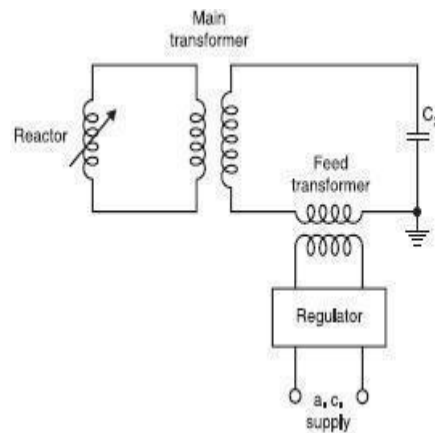 Main
transformer
Reactor
C
Feed
transformer
Regulator
a, c,
supply